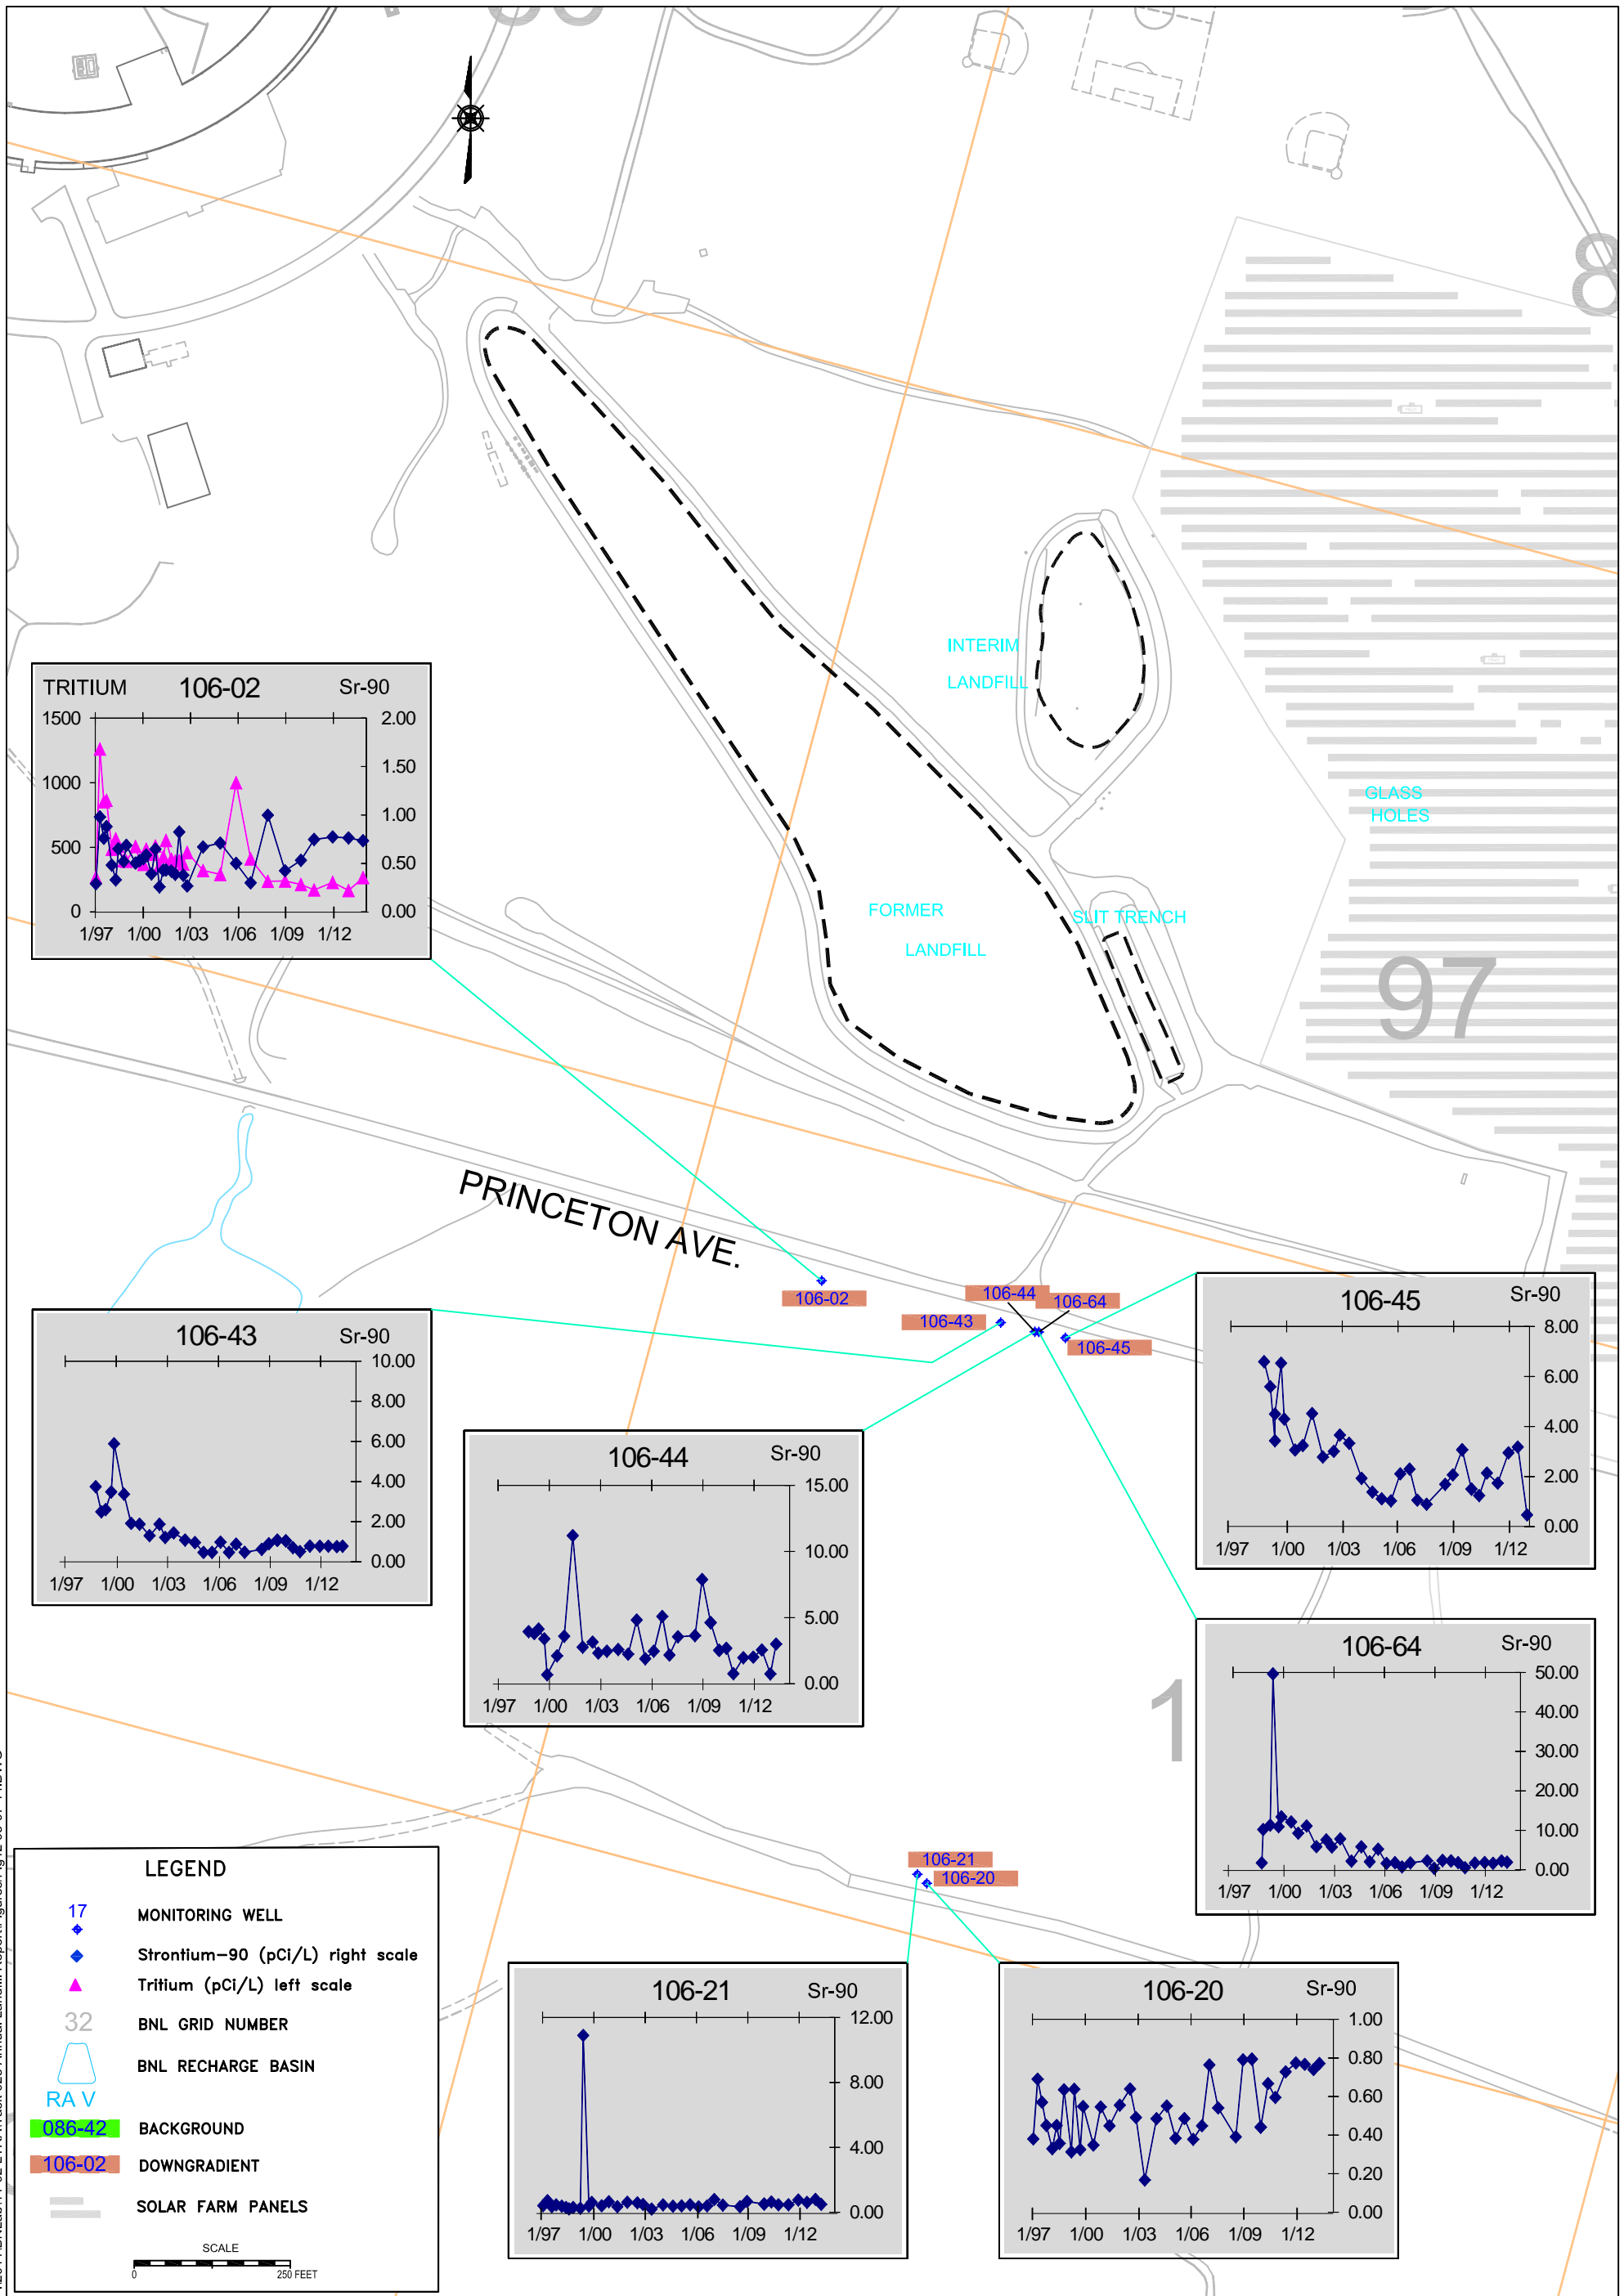 8
INTERIM
LANDFILL
GLASS
HOLES
FORMER
LANDFILL
SLIT TRENCH
97
PRINCETON AVE.
TRITIUM 106-02 Sr-90
1500 2.00
1.50
1000 1.00
500 0.50
0 0.00
1/97 1/00 1/03 1/06 1/09 1/12
106-02
106-44
106-64
106-43
106-45
106-43 Sr-90
10.00
8.00
6.00
4.00
2.00
0.00
1/97 1/00 1/03 1/06 1/09 1/12
106-44 Sr-90
15.00
10.00
5.00
0.00
1/97 1/00 1/03 1/06 1/09 1/12
106-45 Sr-90
8.00
6.00
4.00
2.00
0.00
1/97 1/00 1/03 1/06 1/09 1/12
106-64 Sr-90
50.00
40.00
30.00
20.00
10.00
0.00
1/97 1/00 1/03 1/06 1/09 1/12
1
106-21
106-20
106-21 Sr-90
12.00
8.00
4.00
0.00
1/97 1/00 1/03 1/06 1/09 1/12
106-20 Sr-90
1.00
0.80
0.60
0.40
0.20
0.00
1/97 1/00 1/03 1/06 1/09 1/12
LEGEND
17 MONITORING WELL
Strontium-90 (pCi/L) right scale
Tritium (pCi/L) left scale
32 BNL GRID NUMBER
BNL RECHARGE BASIN
RA V
086-42 BACKGROUND
106-02 DOWNGRADIENT
SOLAR FARM PANELS
SCALE
0 250 FEET